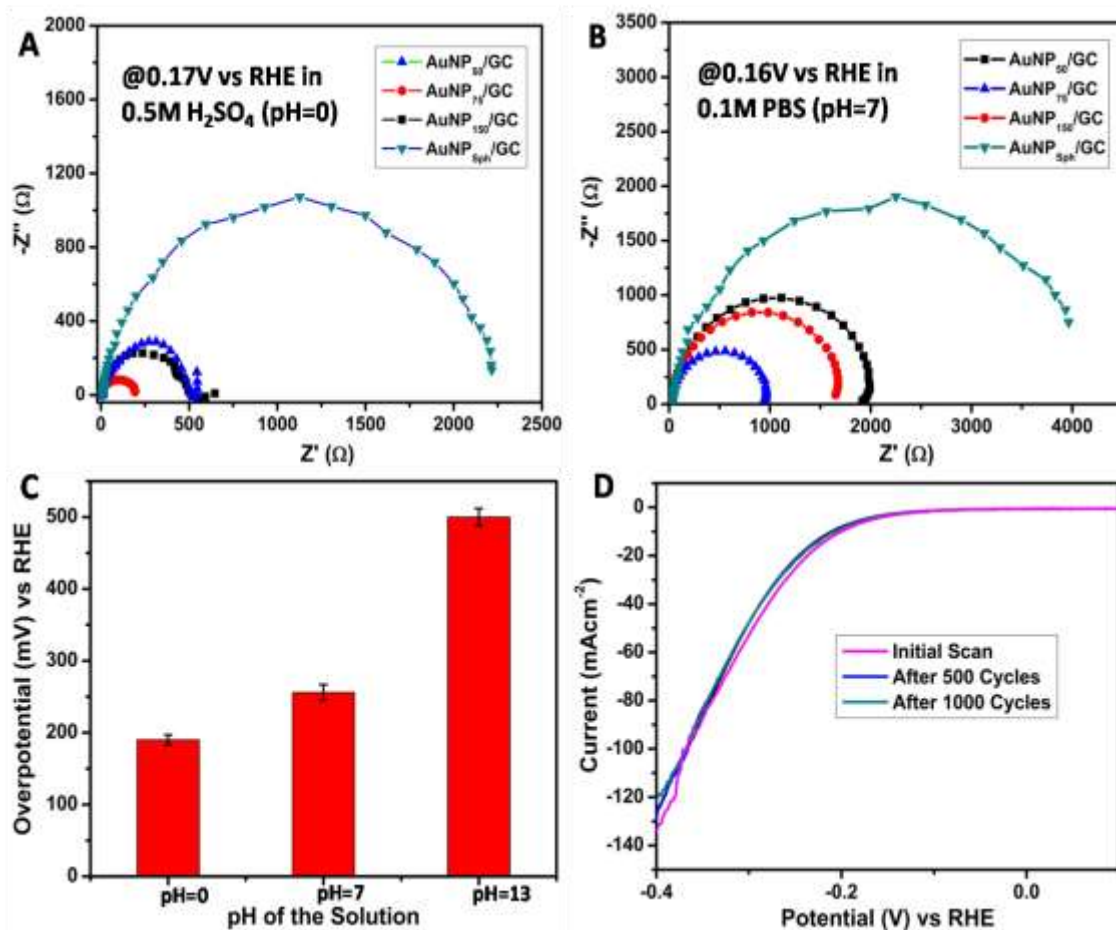 A
@0.17V vs RHE in
0.5M H₂SO₄ (pH=0)
AuNP₅₀/GC
AuNP₇₅/GC
AuNP₁₅₀/GC
AuNP_Sph/GC
2000
1600
1200
800
400
0
0 500 1000 1500 2000 2500
-Z'' (Ω)
Z' (Ω)
B
@0.16V vs RHE in
0.1M PBS (pH=7)
AuNP₅₀/GC
AuNP₇₅/GC
AuNP₁₅₀/GC
AuNP_Sph/GC
3500
3000
2500
2000
1500
1000
500
0
0 1000 2000 3000 4000
-Z'' (Ω)
Z' (Ω)
C
500
400
300
200
100
0
pH=0 pH=7 pH=13
Overpotential (mV) vs RHE
pH of the Solution
D
Initial Scan
After 500 Cycles
After 1000 Cycles
0
-20
-40
-60
-80
-100
-120
-140
-0.4 -0.2 0.0
Current (mAcm⁻²)
Potential (V) vs RHE